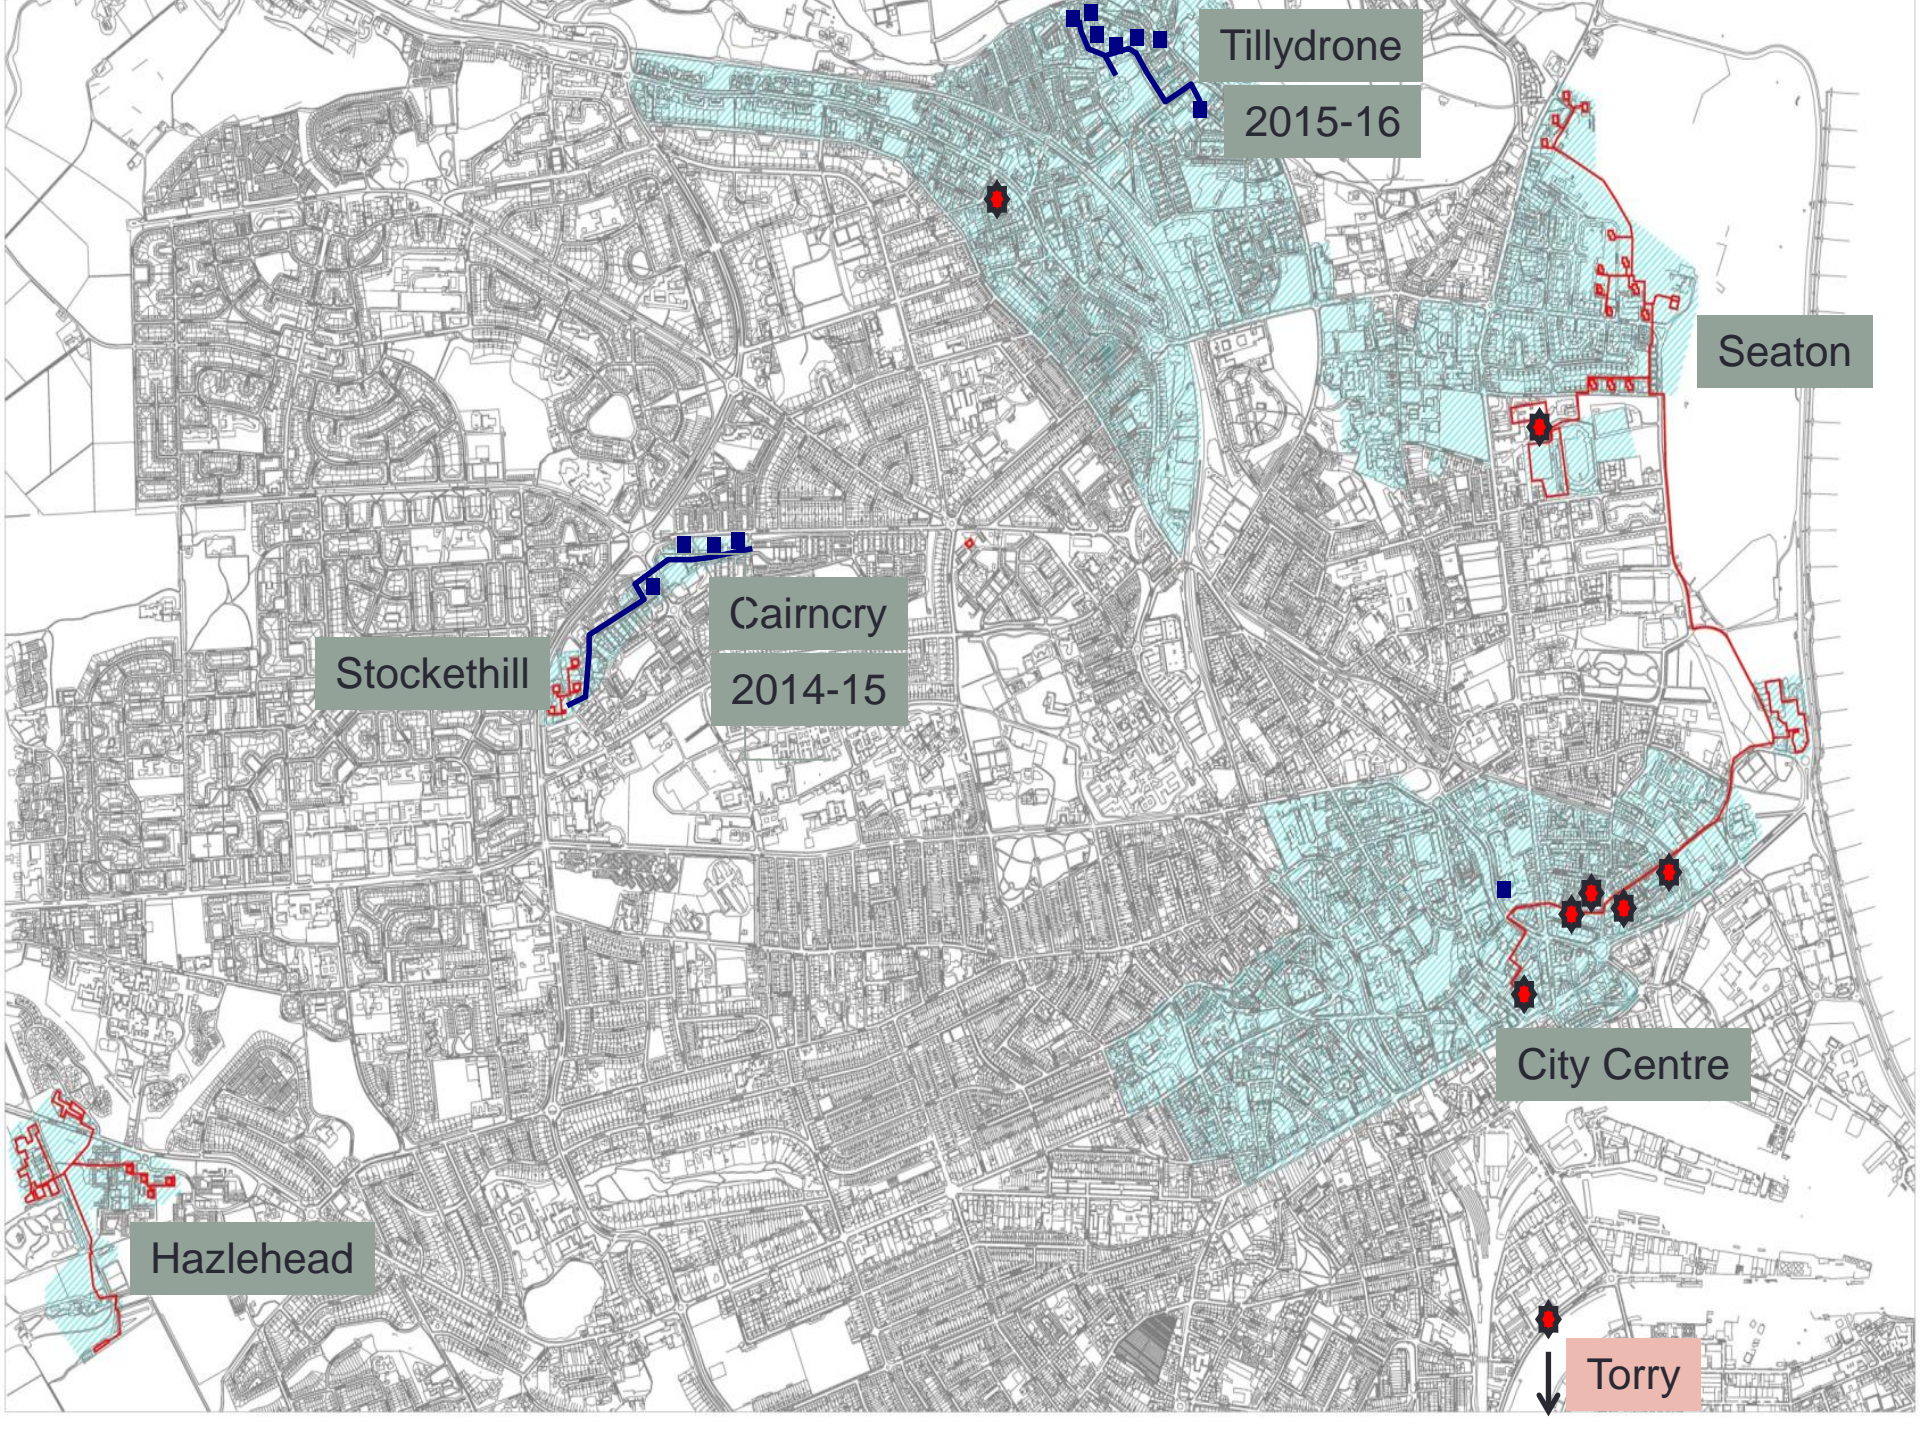 Tillydrone
2015-16
Seaton
Cairncry
2014-15
Stockethill
City Centre
Hazlehead
Torry